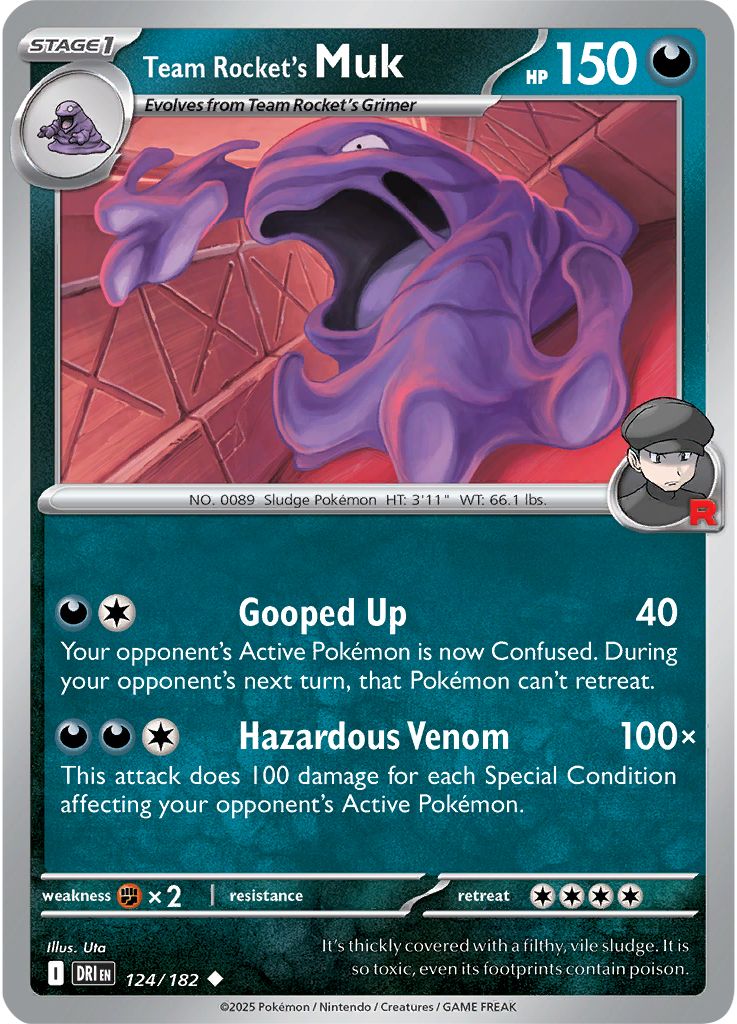 STAGE1
Team Rocket's Muk
HP 150
Evolves from Team Rocket's Grimer
NO. 0089 Sludge Pokémon HT: 3'11" WT: 66.1 lbs.
R
Gooped Up 40
Your opponent's Active Pokémon is now Confused. During
your opponent's next turn, that Pokémon can't retreat.
Hazardous Venom 100×
This attack does 100 damage for each Special Condition
affecting your opponent's Active Pokémon.
weakness ×2 resistance retreat
Illus. Uta
It's thickly covered with a filthy, vile sludge. It is
so toxic, even its footprints contain poison.
I DRI EN 124/182
©2025 Pokémon / Nintendo / Creatures / GAME FREAK